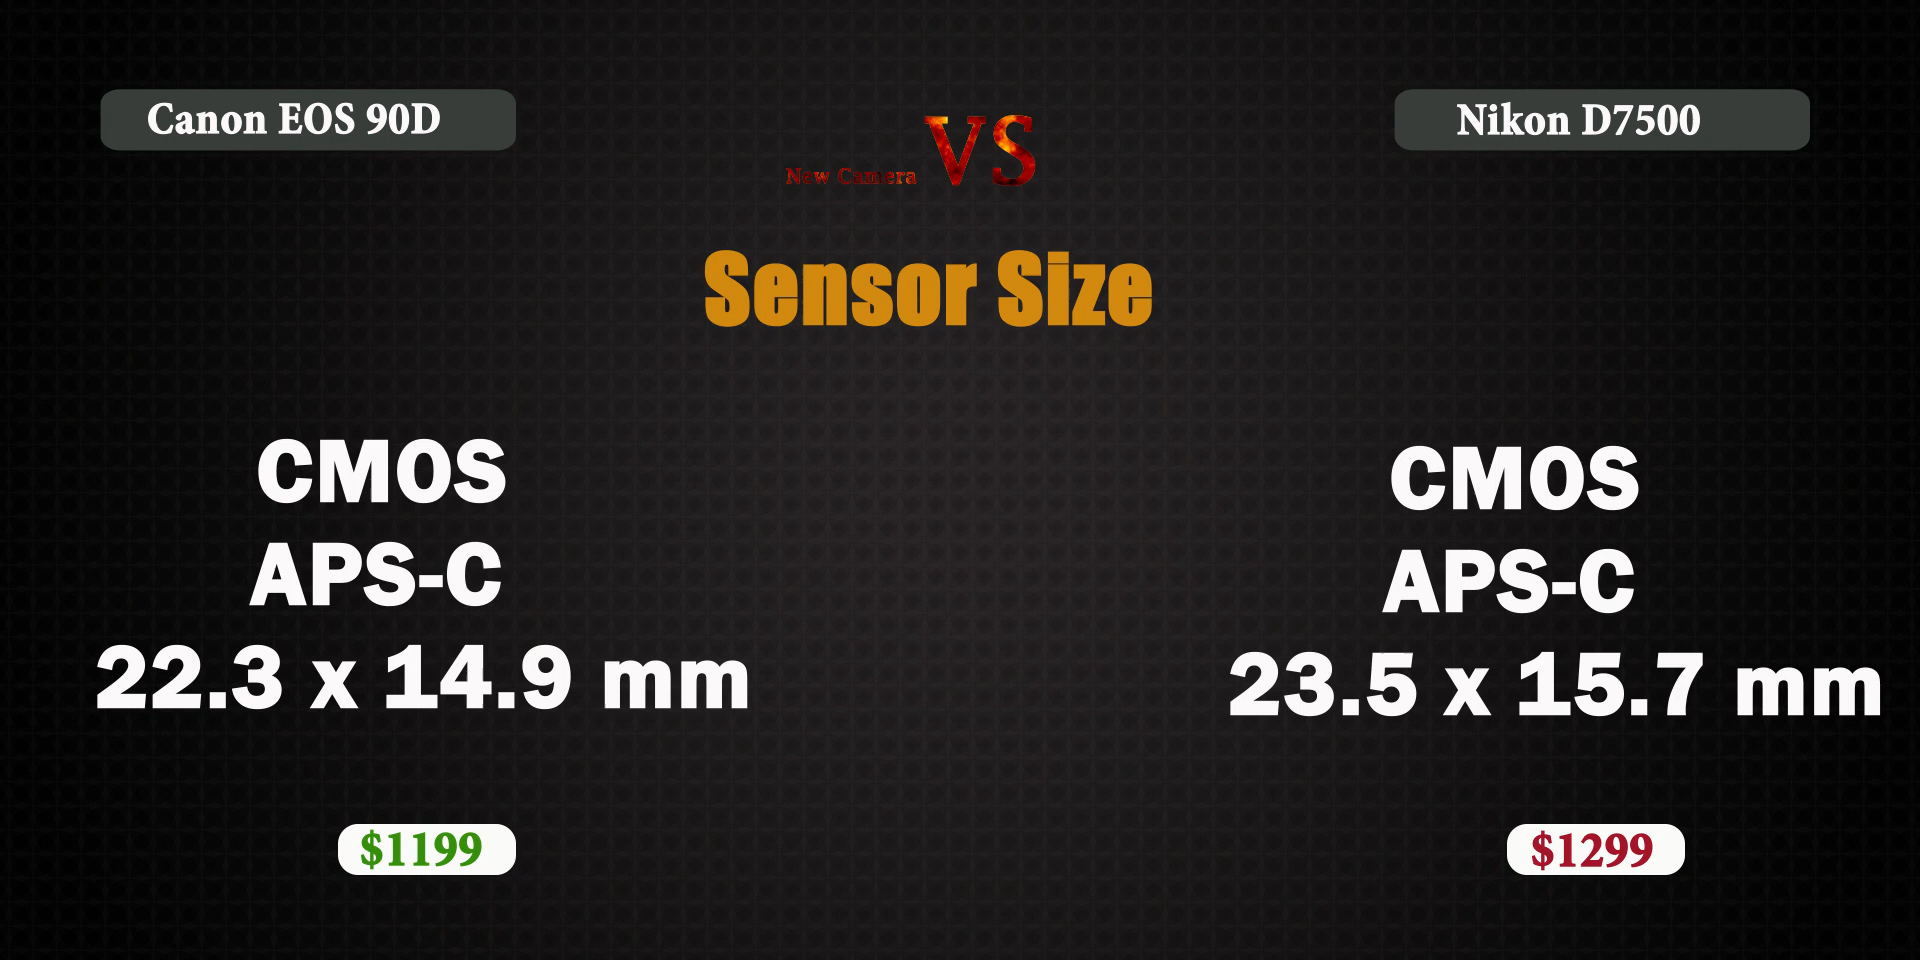 Canon EOS 90D
New Camera VS
Nikon D7500
Sensor Size
CMOS
APS-C
22.3 x 14.9 mm
CMOS
APS-C
23.5 x 15.7 mm
$1199
$1299